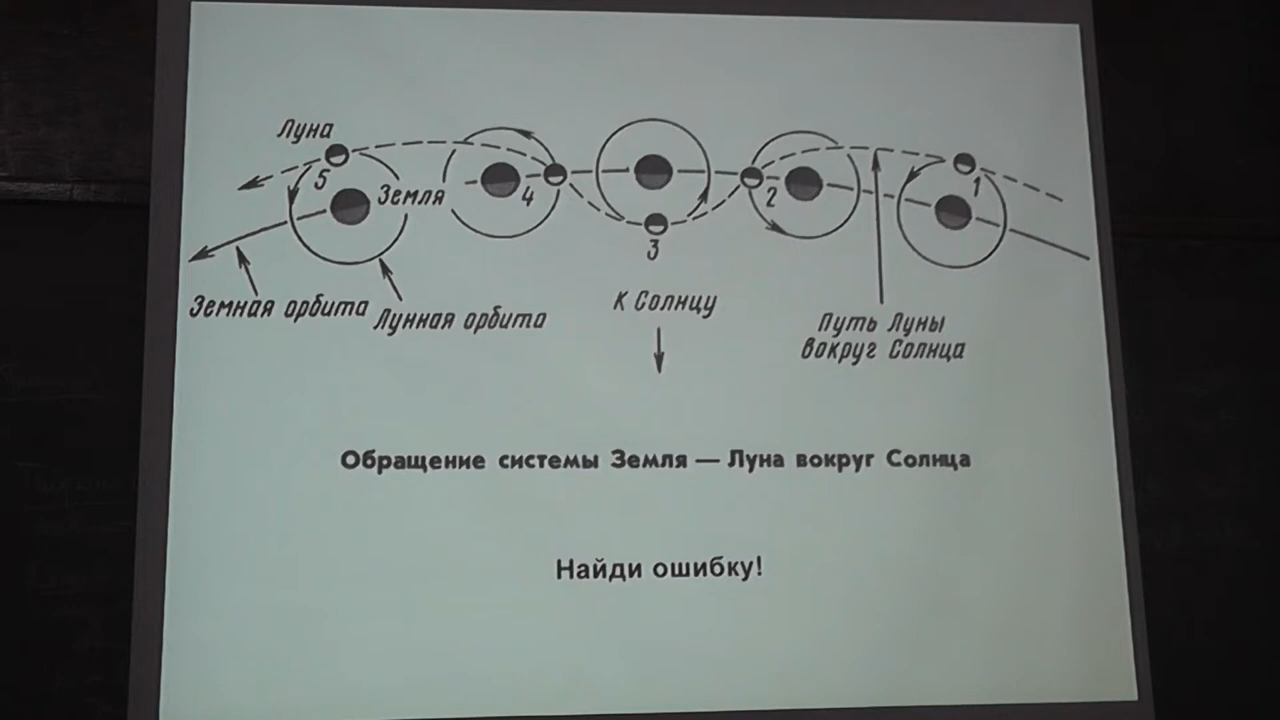 Луна
5
Земля
4
3
2
1
Земная орбита
Лунная орбита
К Солнцу
Путь Луны
вокруг Солнца
Обращение системы Земля — Луна вокруг Солнца
Найди ошибку!